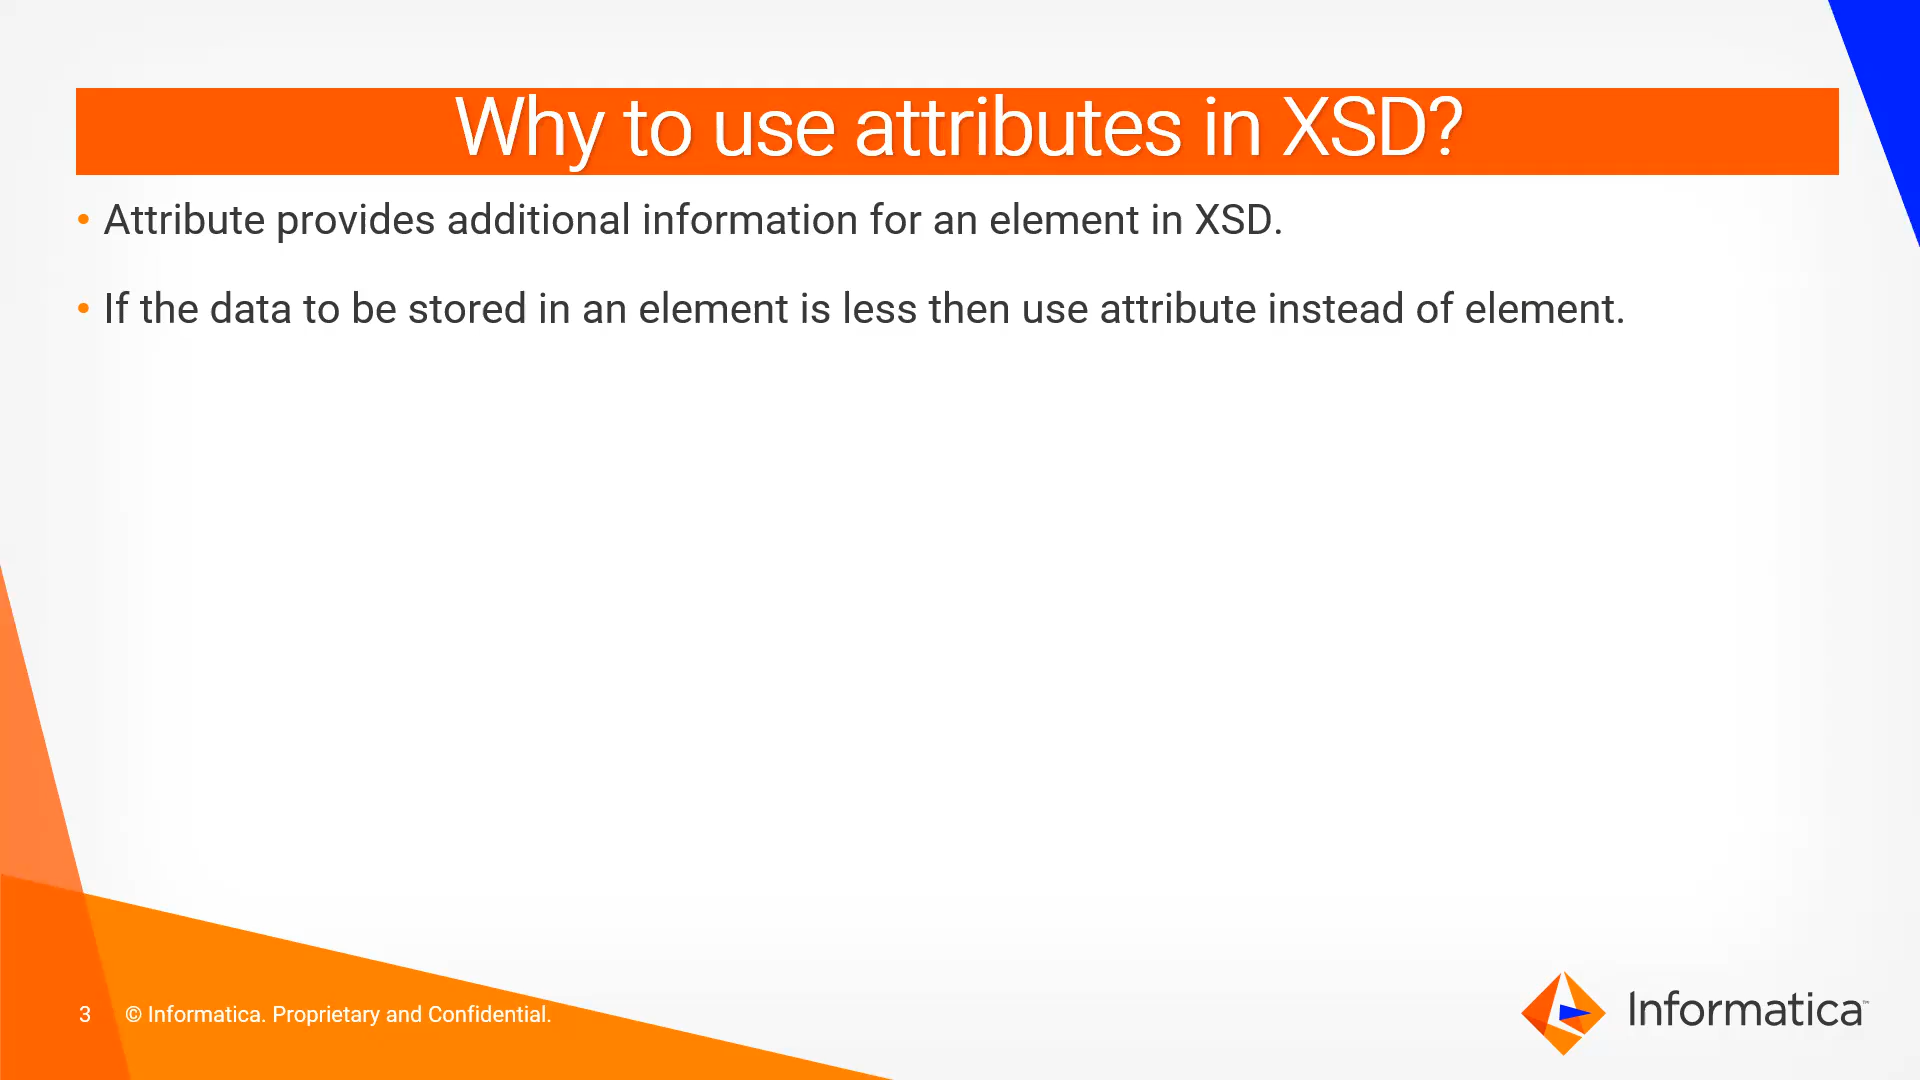 Why to use attributes in XSD?
• Attribute provides additional information for an element in XSD.
• If the data to be stored in an element is less then use attribute instead of element.
3 © Informatica. Proprietary and Confidential.
Informatica™